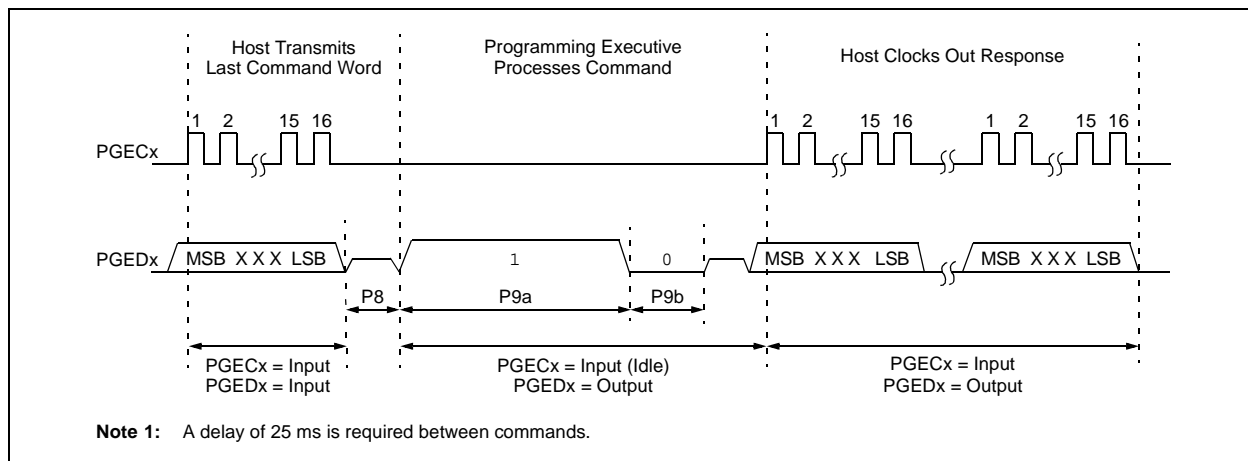 Host Transmits
Last Command Word
Programming Executive
Processes Command
Host Clocks Out Response
1 2 15 16
1 2 15 16
1 2 15 16
PGECx
PGEDx
MSB X X X LSB
1
0
MSB X X X LSB
MSB X X X LSB
P8
P9a
P9b
PGECx = Input
PGEDx = Input
PGECx = Input (Idle)
PGEDx = Output
PGECx = Input
PGEDx = Output
Note 1: A delay of 25 ms is required between commands.